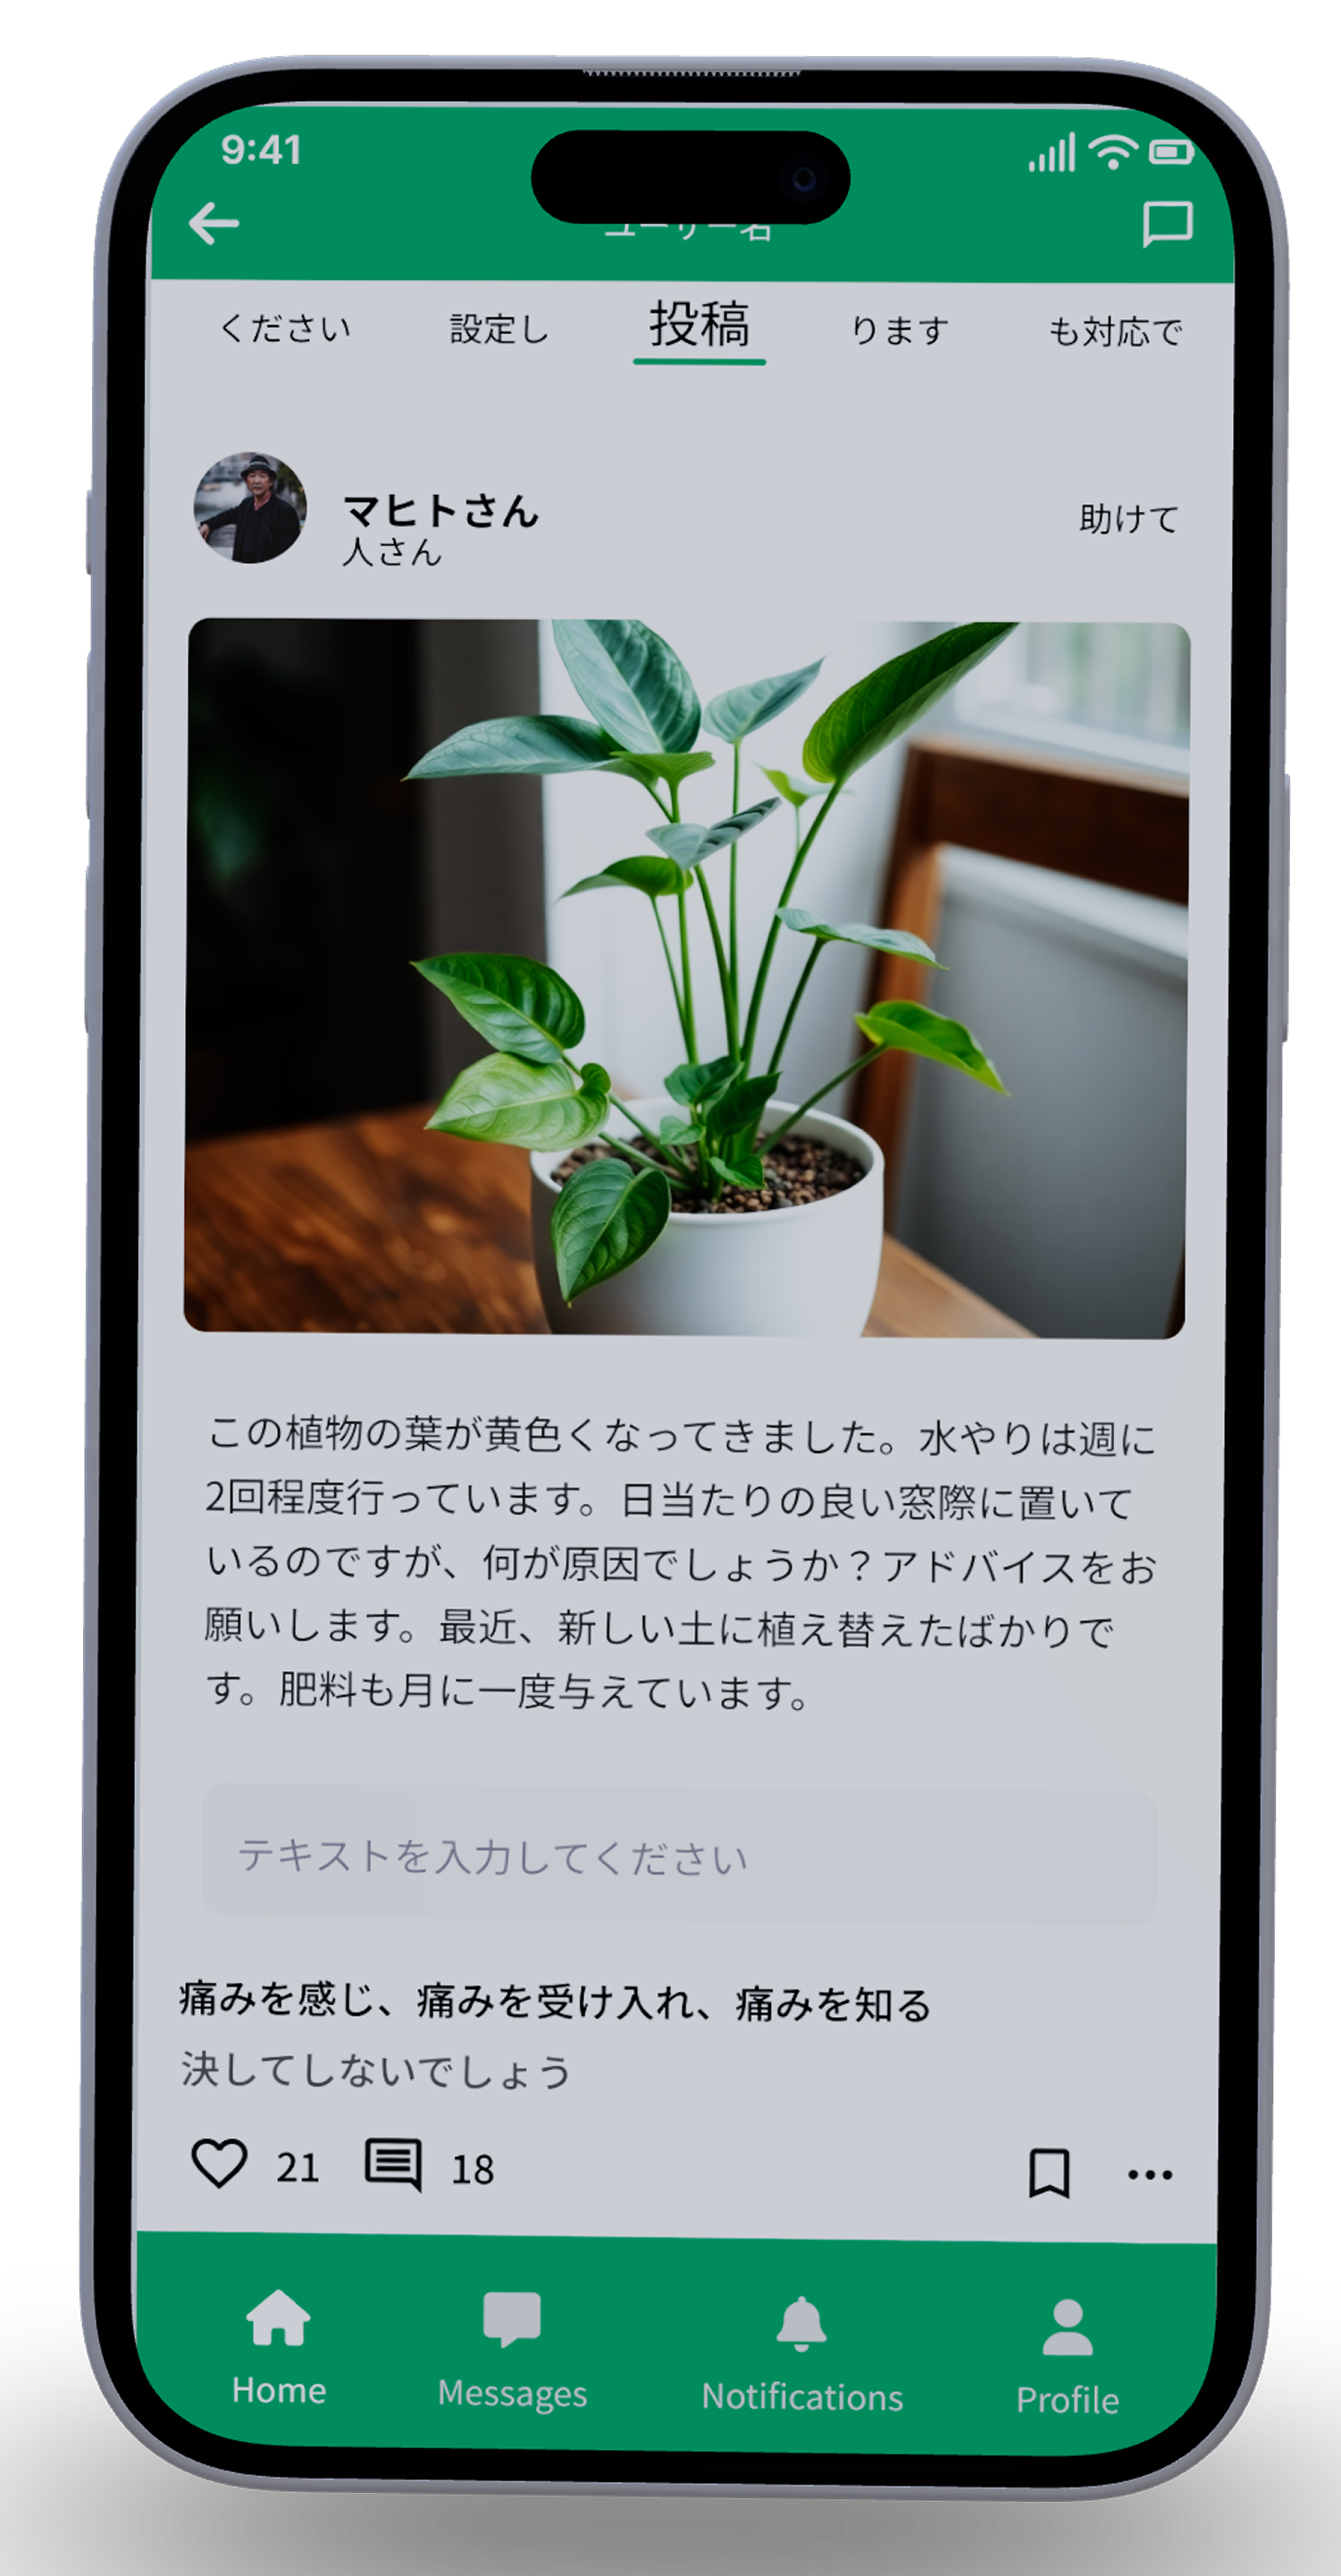 9:41
ユーザー名
ください 設定し 投稿 ります も対応で
マヒトさん
人さん
助けて
この植物の葉が黄色くなってきました。水やりは週に
2回程度行っています。日当たりの良い窓際に置いて
いるのですが、何が原因でしょうか？アドバイスをお
願いします。最近、新しい土に植え替えたばかりで
す。肥料も月に一度与えています。
テキストを入力してください
痛みを感じ、痛みを受け入れ、痛みを知る
決してしないでしょう
21 18
Home Messages Notifications Profile